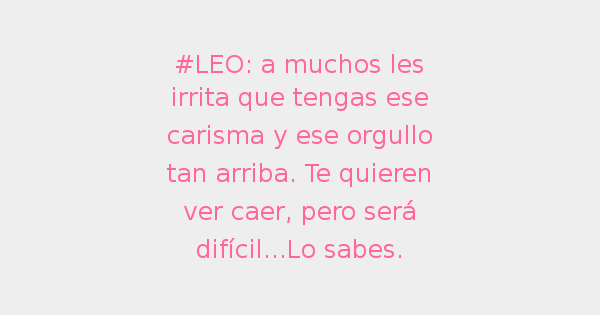 #LEO: a muchos les
irrita que tengas ese
carisma y ese orgullo
tan arriba. Te quieren
ver caer, pero será
difícil...Lo sabes.